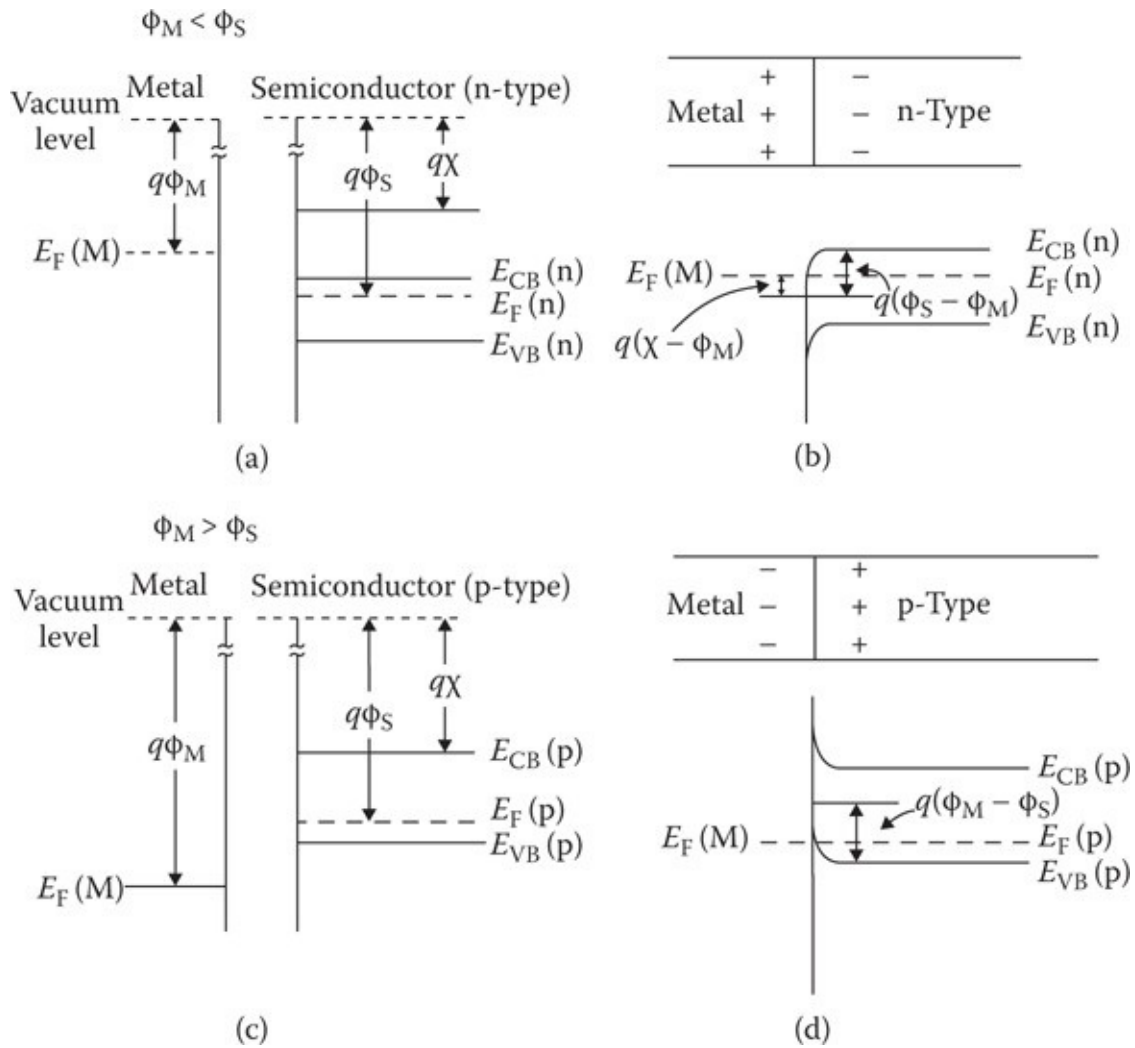 ϕM < ϕS
Metal
Semiconductor (n-type)
Vacuum
level
qϕM
qϕS
qχ
EF (M)
ECB (n)
EF (n)
EVB (n)
(a)
Metal
+ −
+ −
+ −
n-Type
EF (M)
ECB (n)
EF (n)
q(ϕS − ϕM)
EVB (n)
q(χ − ϕM)
(b)
ϕM > ϕS
Metal
Semiconductor (p-type)
Vacuum
level
qϕM
qϕS
qχ
ECB (p)
EF (p)
EVB (p)
EF (M)
(c)
Metal
− +
− +
− +
p-Type
ECB (p)
q(ϕM − ϕS)
EF (M)
EF (p)
EVB (p)
(d)